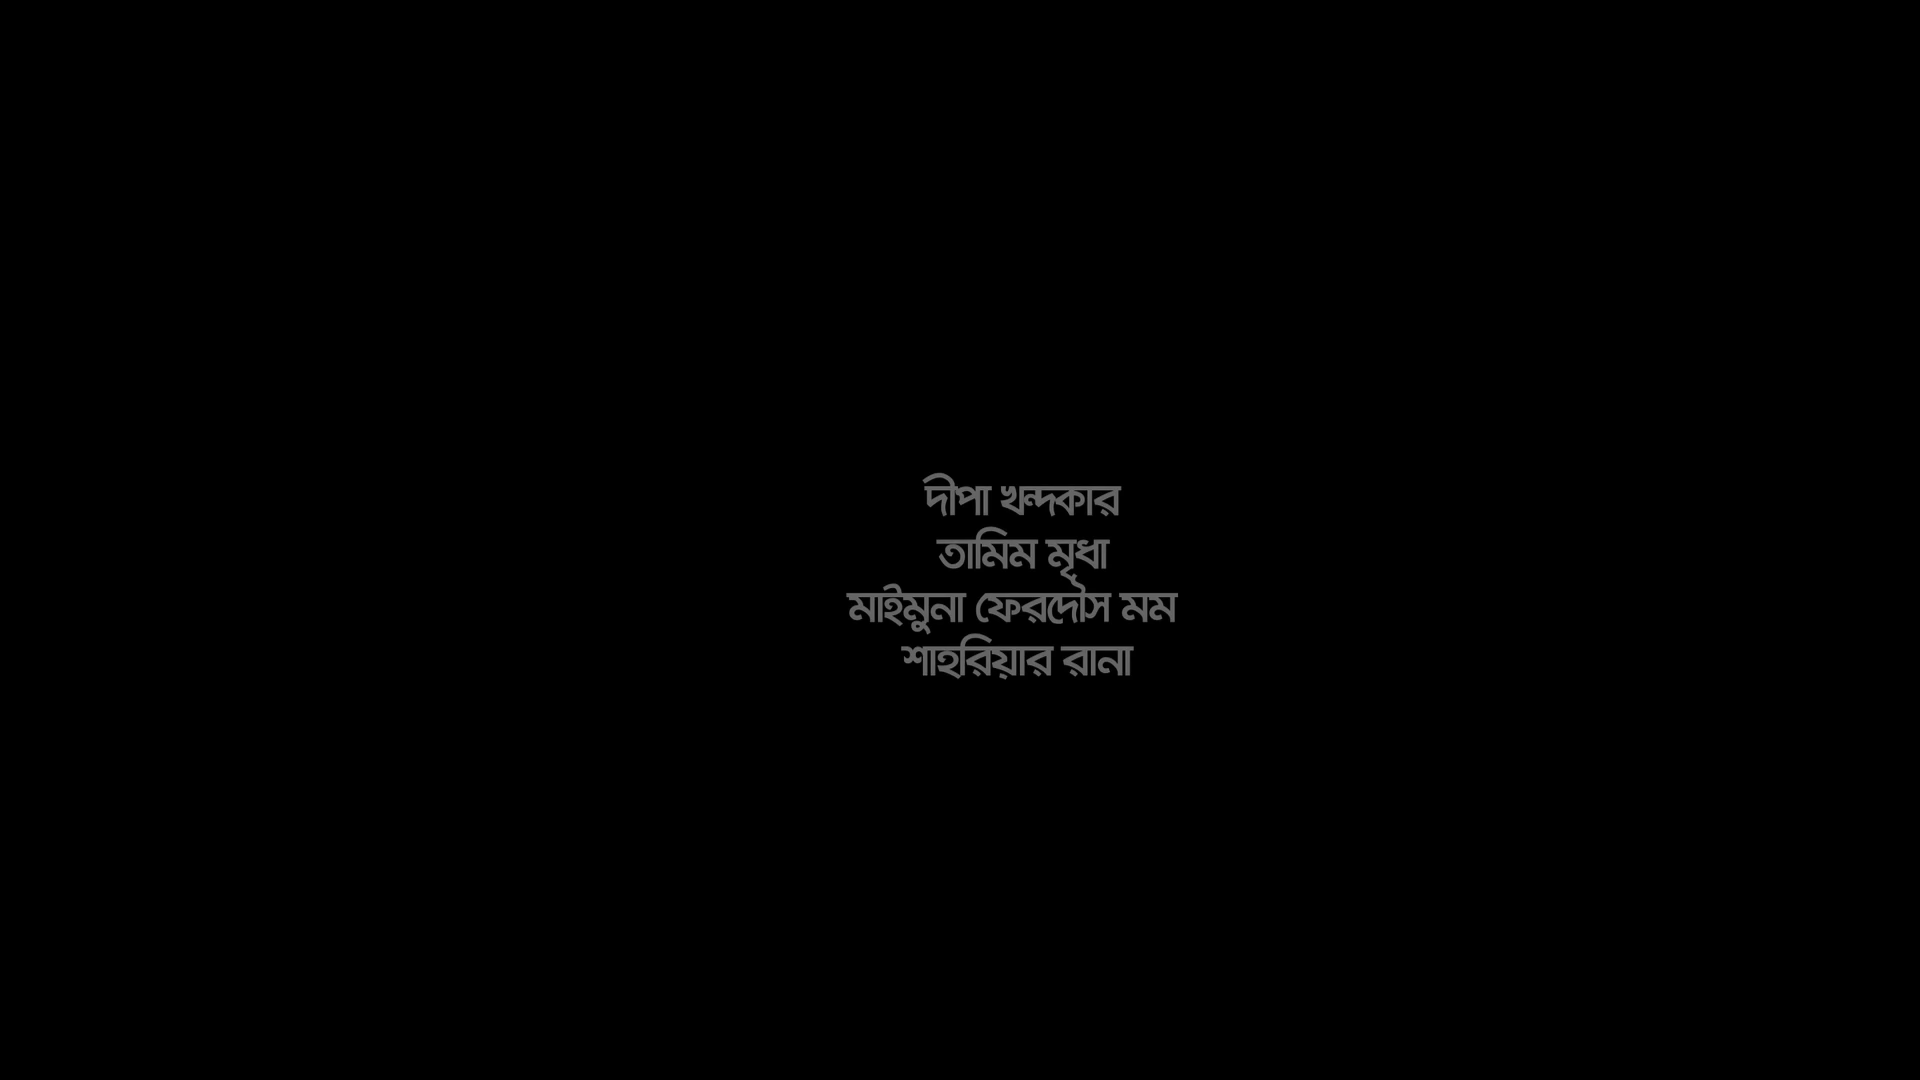 দীপা খন্দকার
তামিম মৃধা
মাইমুনা ফেরদৌস মম
শাহরিয়ার রানা